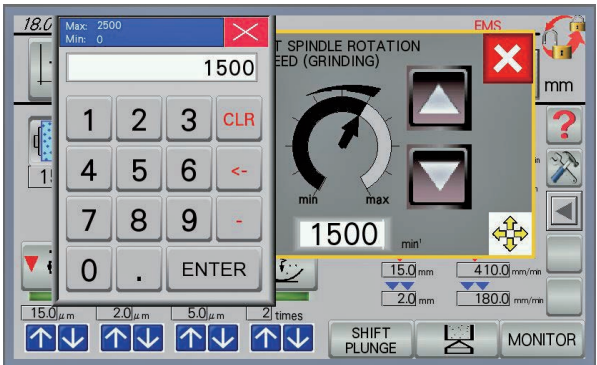 18.0
EMS
Max: 2500
Min: 0
1500
1 2 3 CLR
4 5 6 <-
7 8 9 -
0 . ENTER
T SPINDLE ROTATION
EED (GRINDING)
min max
1500 min¹
mm
?
15.0 mm 410.0 mm/min
2.0 mm 180.0 mm/min
15.0 μm 2.0 μm 5.0 μm 2 times
SHIFT
PLUNGE
MONITOR